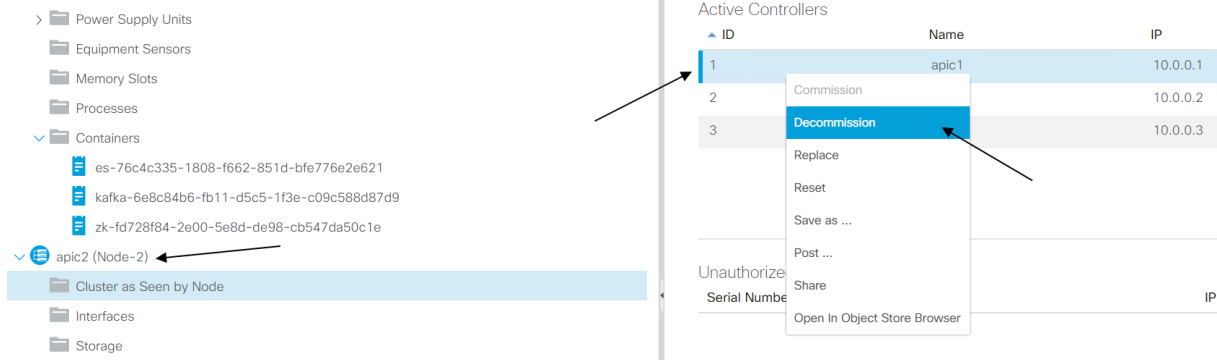 Power Supply Units
Equipment Sensors
Memory Slots
Processes
Containers
es-76c4c335-1808-f662-851d-bfe776e2e621
kafka-6e8c84b6-fb11-d5c5-1f3e-c09c588d87d9
zk-fd728f84-2e00-5e8d-de98-cb547da50c1e
apic2 (Node-2)
Cluster as Seen by Node
Interfaces
Storage
Active Controllers
ID Name IP
1 apic1 10.0.0.1
2 10.0.0.2
3 10.0.0.3
Commission
Decommission
Replace
Reset
Save as ...
Post ...
Share
Open In Object Store Browser
Unauthorize
Serial Numbe IP